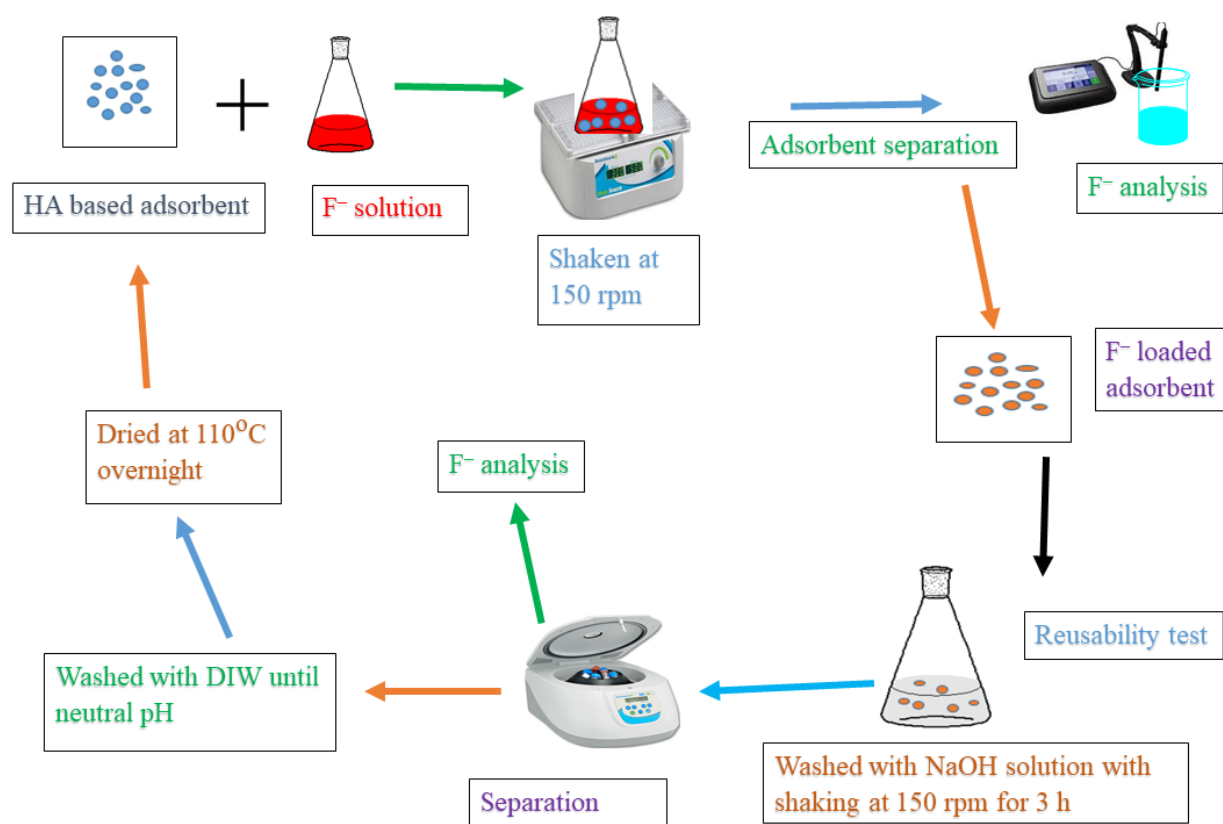 HA based adsorbent
F⁻ solution
Shaken at
150 rpm
Adsorbent separation
F⁻ analysis
F⁻ loaded
adsorbent
Reusability test
Washed with NaOH solution with
shaking at 150 rpm for 3 h
Separation
F⁻ analysis
Washed with DIW until
neutral pH
Dried at 110⁰C
overnight